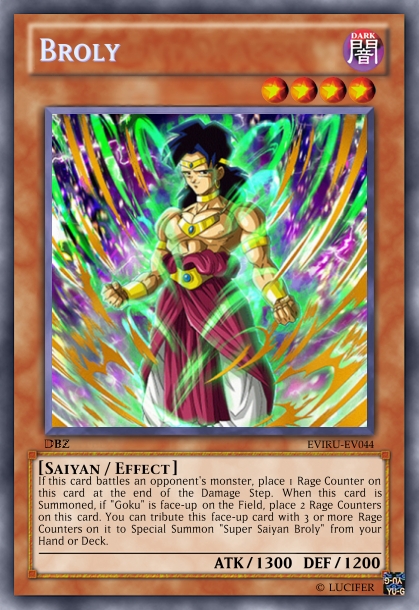 BROLY
DARK
闇
DBZ
EVIRU-EV044
[SAIYAN / EFFECT]
If this card battles an opponent's monster, place 1 Rage Counter on
this card at the end of the Damage Step. When this card is
Summoned, if "Goku" is face-up on the Field, place 2 Rage Counters
on this card. You can tribute this face-up card with 3 or more Rage
Counters on it to Special Summon "Super Saiyan Broly" from your
Hand or Deck.
ATK/1300 DEF/1200
© LUCIFER
YU-G